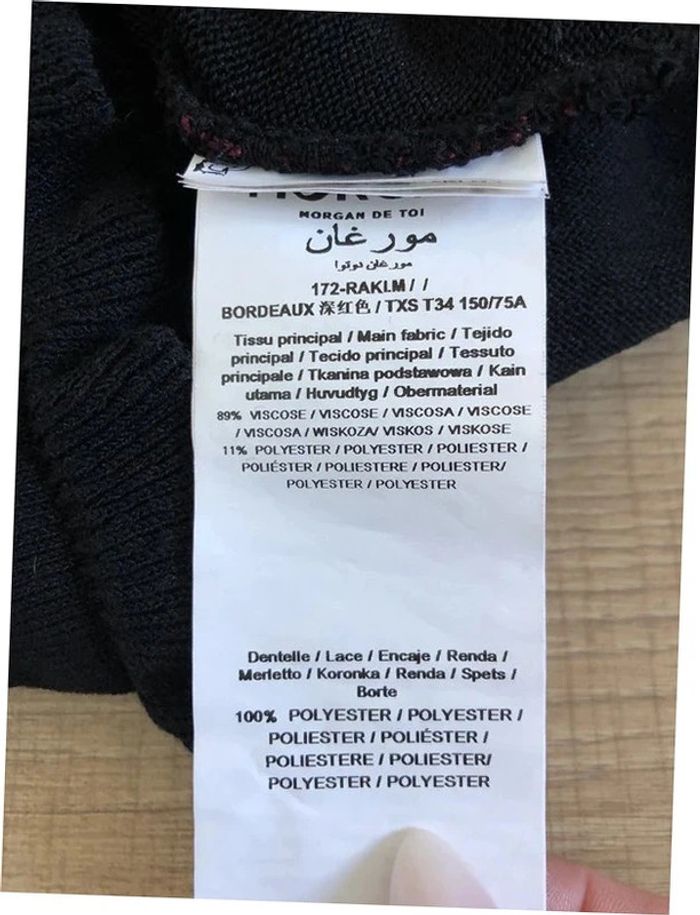 MORGAN DE TOI
مورغان
مورغان دوتوا
172-RAKI.M / /
BORDEAUX 深红色 / TXS T34 150/75A
Tissu principal / Main fabric / Tejido
principal / Tecido principal / Tessuto
principale / Tkanina podstawowa / Kain
utama / Huvudtyg / Obermaterial
89% VISCOSE / VISCOSE / VISCOSA / VISCOSE
/ VISCOSA / WISKOZA/ VISKOS / VISKOSE
11% POLYESTER / POLYESTER / POLIESTER /
POLIÉSTER / POLIESTERE / POLIESTER/
POLYESTER / POLYESTER
Dentelle / Lace / Encaje / Renda /
Merletto / Koronka / Renda / Spets /
Borte
100% POLYESTER / POLYESTER /
POLIESTER / POLIÉSTER /
POLIESTERE / POLIESTER/
POLYESTER / POLYESTER